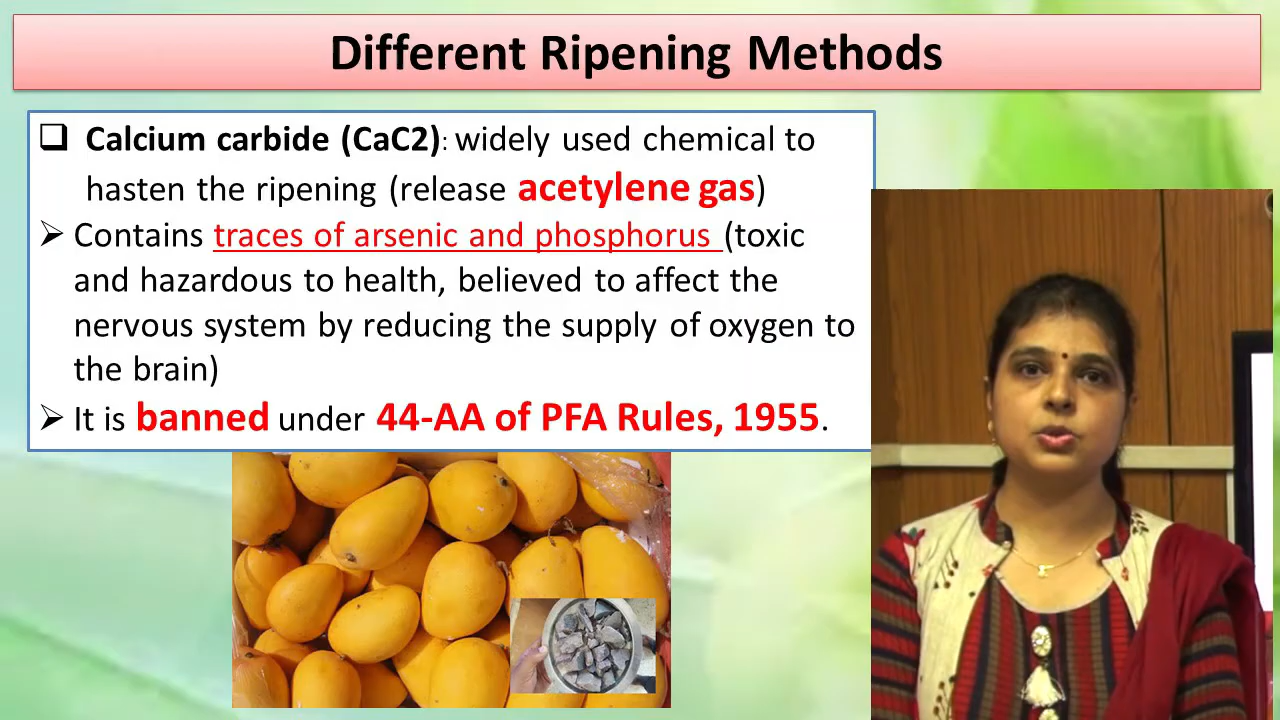 Different Ripening Methods
❑ Calcium carbide (CaC2): widely used chemical to
hasten the ripening (release acetylene gas)
➢ Contains traces of arsenic and phosphorus (toxic
and hazardous to health, believed to affect the
nervous system by reducing the supply of oxygen to
the brain)
➢ It is banned under 44-AA of PFA Rules, 1955.